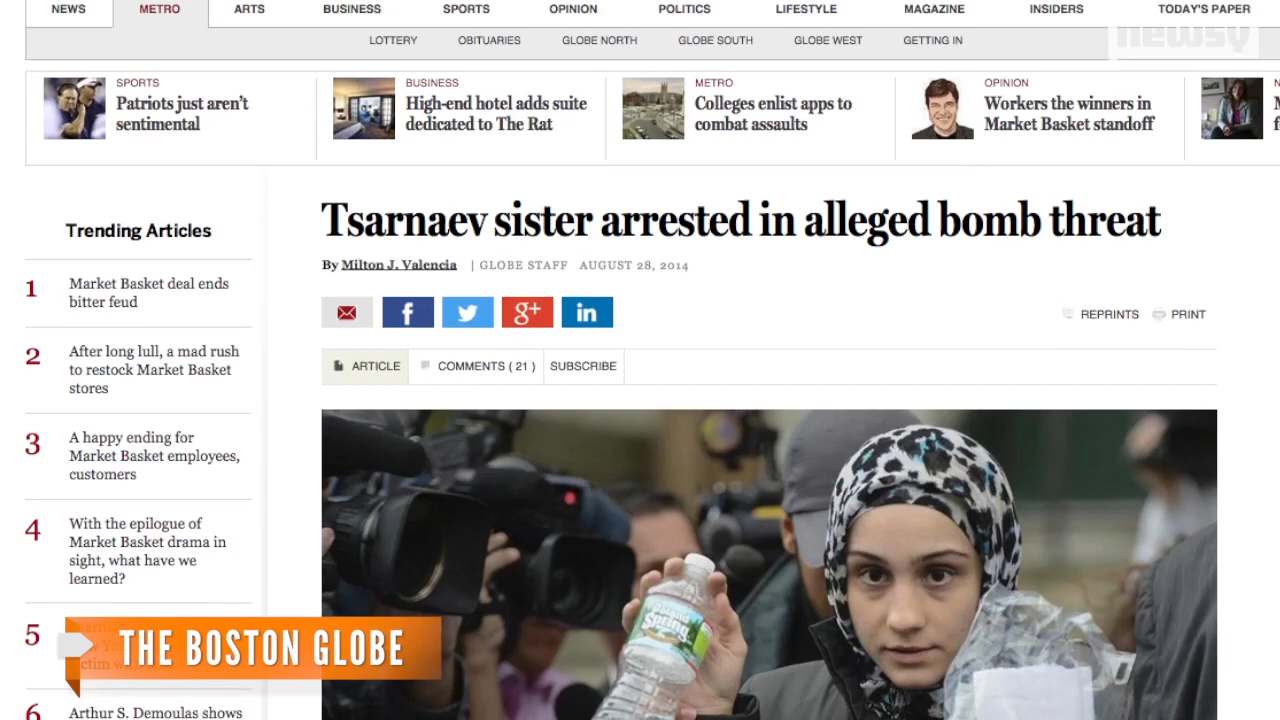 NEWS METRO ARTS BUSINESS SPORTS OPINION POLITICS LIFESTYLE MAGAZINE INSIDERS TODAY'S PAPER
LOTTERY OBITUARIES GLOBE NORTH GLOBE SOUTH GLOBE WEST GETTING IN
newsy
SPORTS
Patriots just aren't
sentimental
BUSINESS
High-end hotel adds suite
dedicated to The Rat
METRO
Colleges enlist apps to
combat assaults
OPINION
Workers the winners in
Market Basket standoff
Trending Articles
1 Market Basket deal ends
bitter feud
2 After long lull, a mad rush
to restock Market Basket
stores
3 A happy ending for
Market Basket employees,
customers
4 With the epilogue of
Market Basket drama in
sight, what have we
learned?
5
6 Arthur S. Demoulas shows
Tsarnaev sister arrested in alleged bomb threat
By Milton J. Valencia | GLOBE STAFF AUGUST 28, 2014
f g+ in
REPRINTS PRINT
ARTICLE COMMENTS ( 21 ) SUBSCRIBE
Poland
Spring
THE BOSTON GLOBE